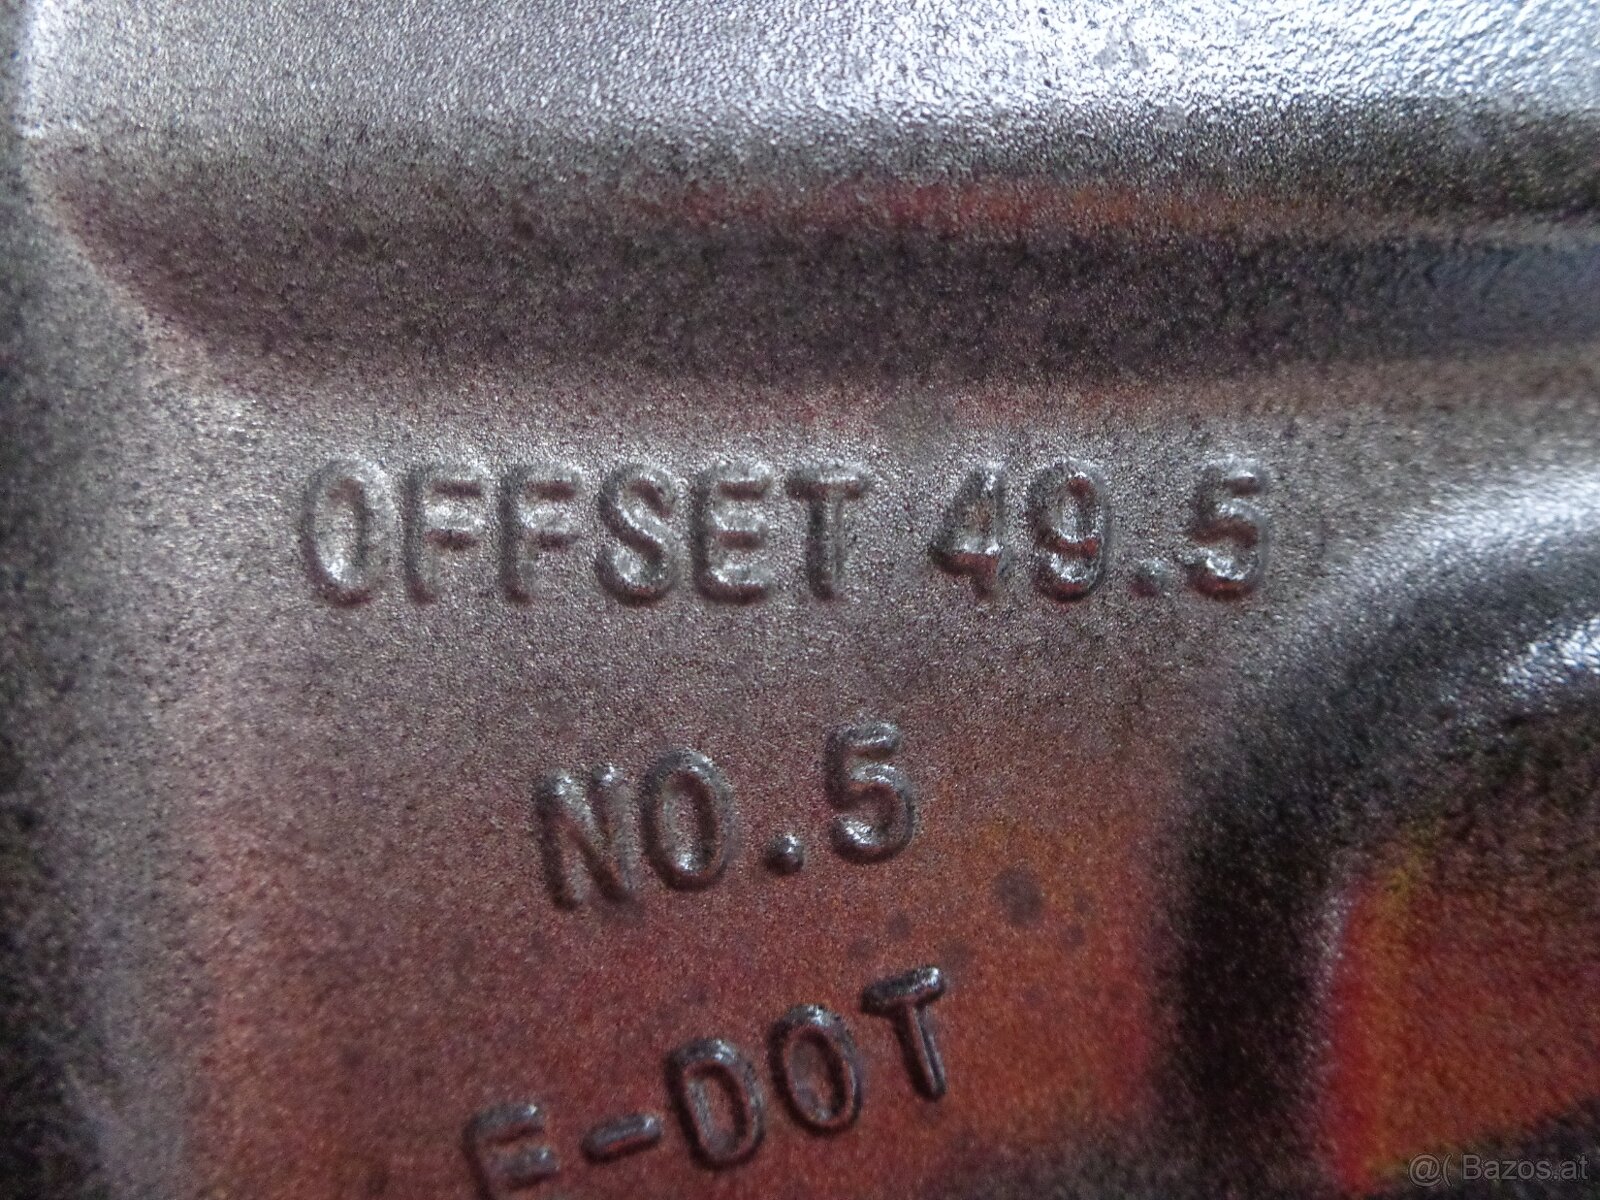 OFFSET 49.5
NO.5
E-DOT
@( Bazos.at